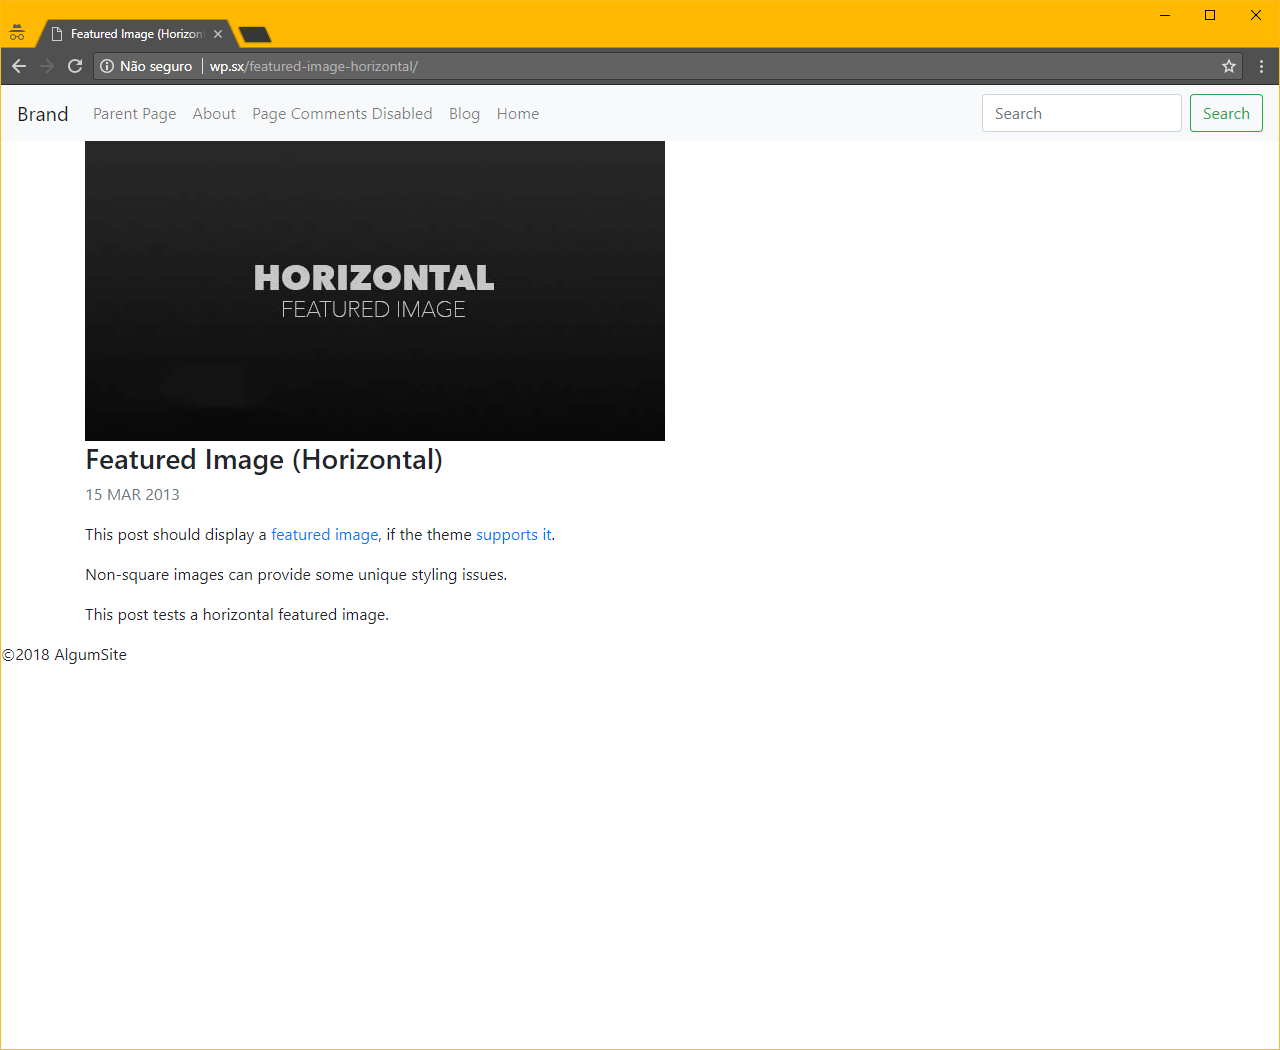 Featured Image (Horizont
Não seguro | wp.sx/featured-image-horizontal/
Brand Parent Page About Page Comments Disabled Blog Home Search Search
HORIZONTAL
FEATURED IMAGE
Featured Image (Horizontal)
15 MAR 2013
This post should display a featured image, if the theme supports it.
Non-square images can provide some unique styling issues.
This post tests a horizontal featured image.
©2018 AlgumSite